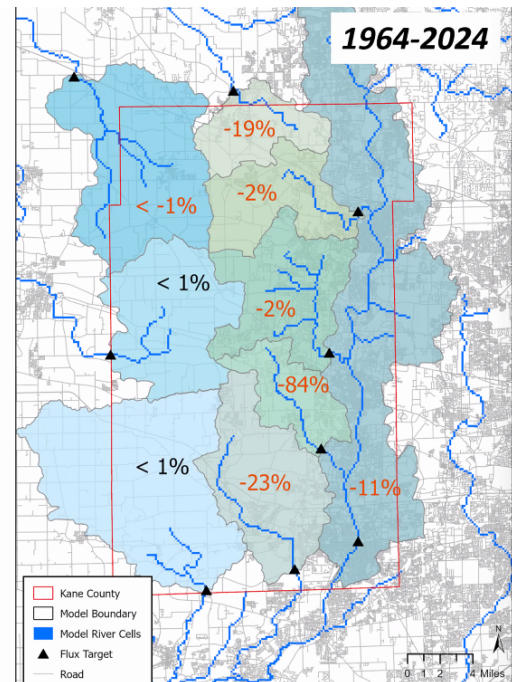 1964-2024
-19%
-2%
< -1%
< 1%
-2%
-84%
< 1%
-23%
-11%
Kane County
Model Boundary
Model River Cells
Flux Target
Road
N
0 1 2 4 Miles